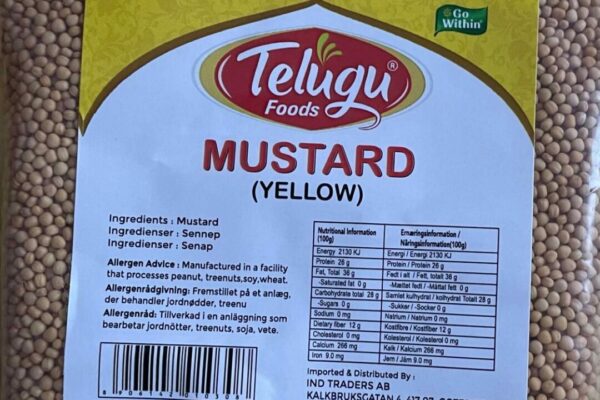 Go
Within
Telugu®
Foods
MUSTARD
(YELLOW)
Ingredients : Mustard
Ingredienser : Sennep
Ingredienser : Senap
Allergen Advice : Manufactured in a facility
that processes peanut, treenuts,soy,wheat.
Allergenrådgivning: Fremstillet på et anlæg,
der behandler jordnødder, treenu
Allergenråd: Tillverkad i en anläggning som
bearbetar jordnötter, treenuts, soja, vete.
8906142010308
Nutritional Information
(100g)
Ernæringsinformation /
Näringsinformation(100g)
Energy 2130 KJ
Energi / Energi 2130 KJ
Protein 26 g
Protein / Protein 26 g
Fat, Total 36 g
Fedt i alt / Fett, totalt 36 g
-Saturated fat 0 g
-Mættet fedt / -Mättat fett 0 g
Carbohydrate total 28 g
Samlet kulhydrat / kolhydrat Totalt 28 g
-Sugars 0 g
-Sukker / -Socker 0 g
Sodium 0 mg
Natrium / Natrium 0 mg
Dietary fiber 12 g
Kostfibre / Kostfiber 12 g
Cholesterol 0 mg
Kolesterol / Kolesterol 0 mg
Calcium 266 mg
Kalk / Kalcium 266 mg
Iron 9.0 mg
Jern / Järn 9.0 mg
Imported & Distributed By :
IND TRADERS AB
KALKBRUKSGATAN 4, 417 07,